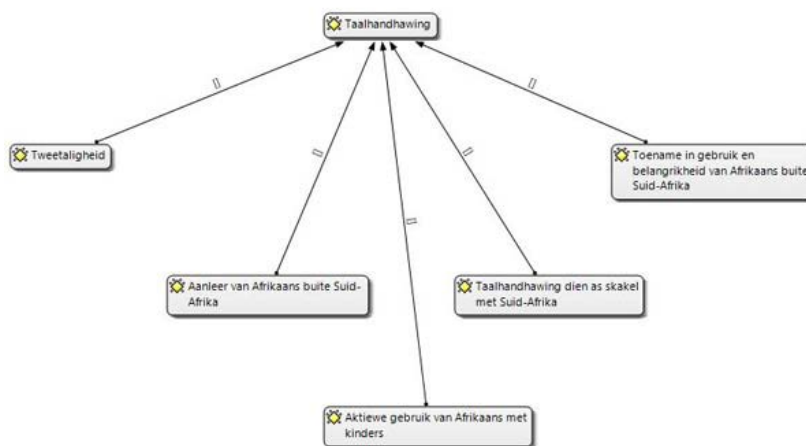 Taalhandhawing
Tweetaligheid
Toename in gebruik en
belangrikheid van Afrikaans buite
Suid-Afrika
Aanleer van Afrikaans buite Suid-
Afrika
Taalhandhawing dien as skakel
met Suid-Afrika
Aktiewe gebruik van Afrikaans met
kinders